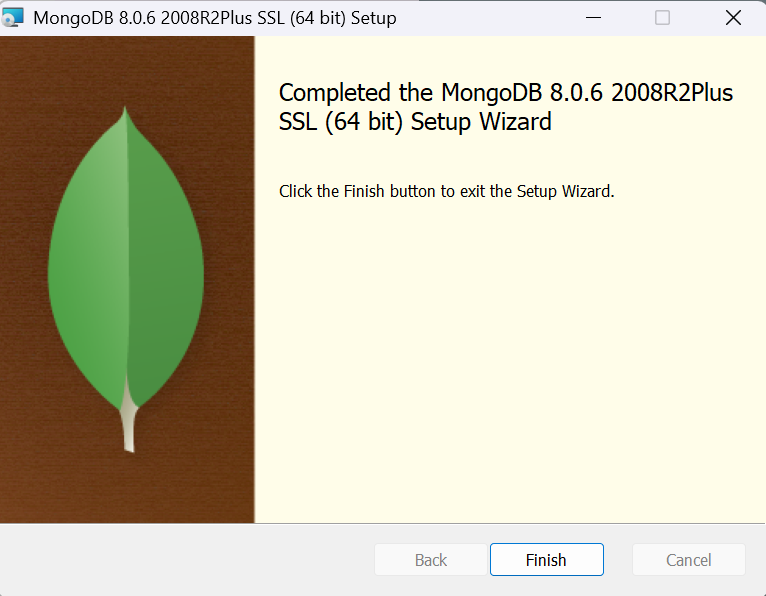 MongoDB 8.0.6 2008R2Plus SSL (64 bit) Setup
Completed the MongoDB 8.0.6 2008R2Plus
SSL (64 bit) Setup Wizard
Click the Finish button to exit the Setup Wizard.
Back
Finish
Cancel